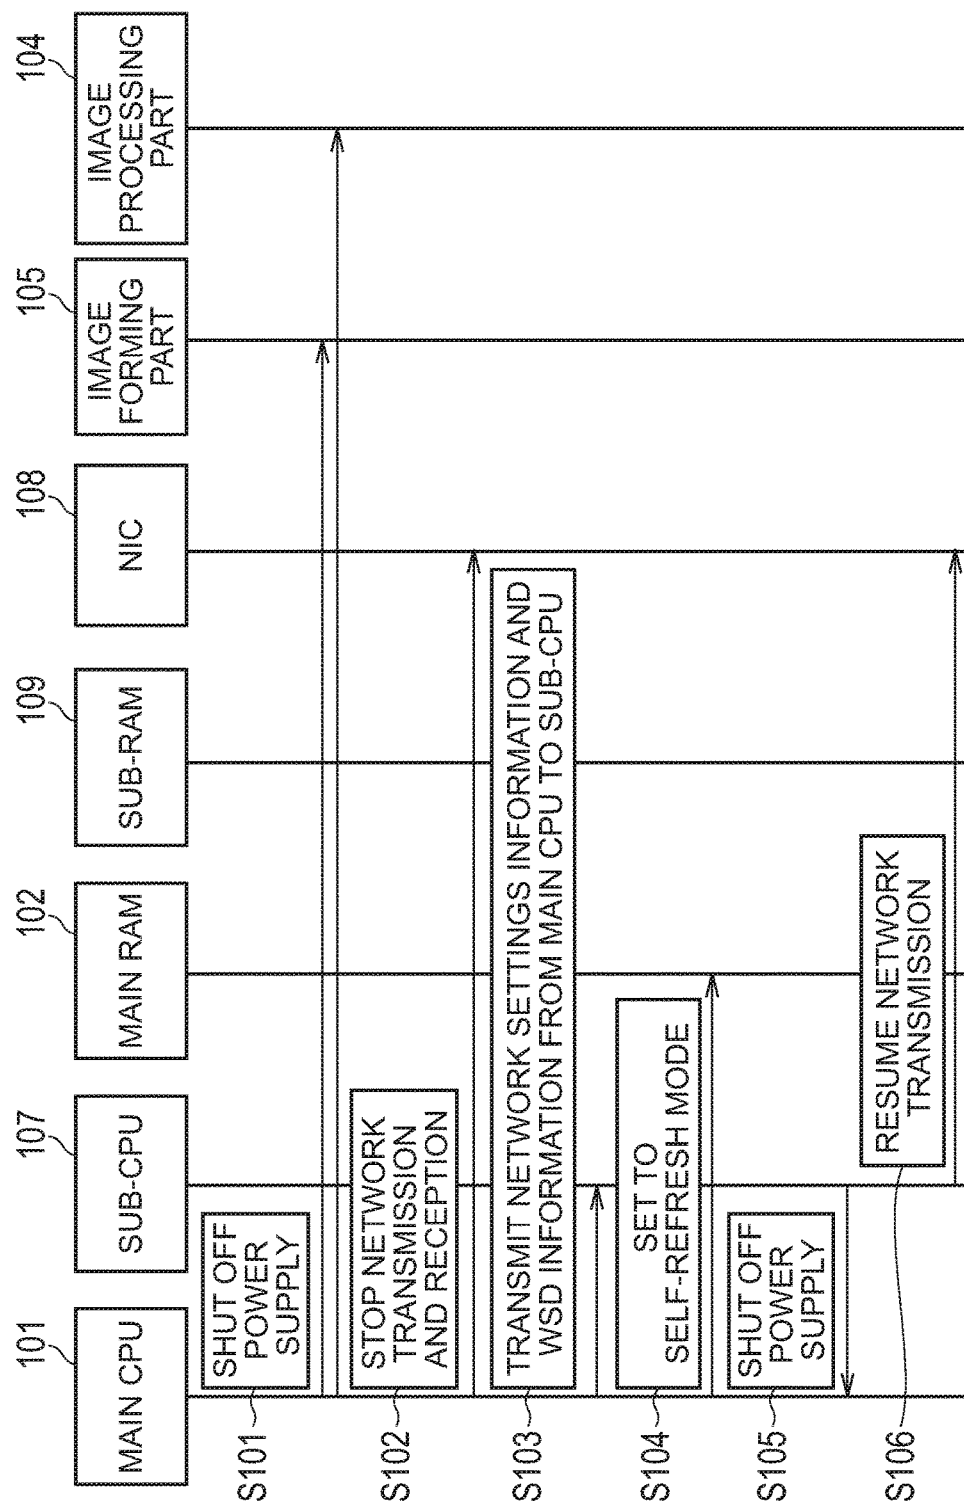 101
MAIN CPU
107
SUB-CPU
102
MAIN RAM
109
SUB-RAM
108
NIC
105
IMAGE
FORMING
PART
104
IMAGE
PROCESSING
PART
S101
SHUT OFF
POWER
SUPPLY
S102
STOP NETWORK
TRANSMISSION
AND RECEPTION
S103
TRANSMIT NETWORK SETTINGS INFORMATION AND
WSD INFORMATION FROM MAIN CPU TO SUB-CPU
S104
SET TO
SELF-REFRESH MODE
S105
SHUT OFF
POWER
SUPPLY
S106
RESUME NETWORK
TRANSMISSION